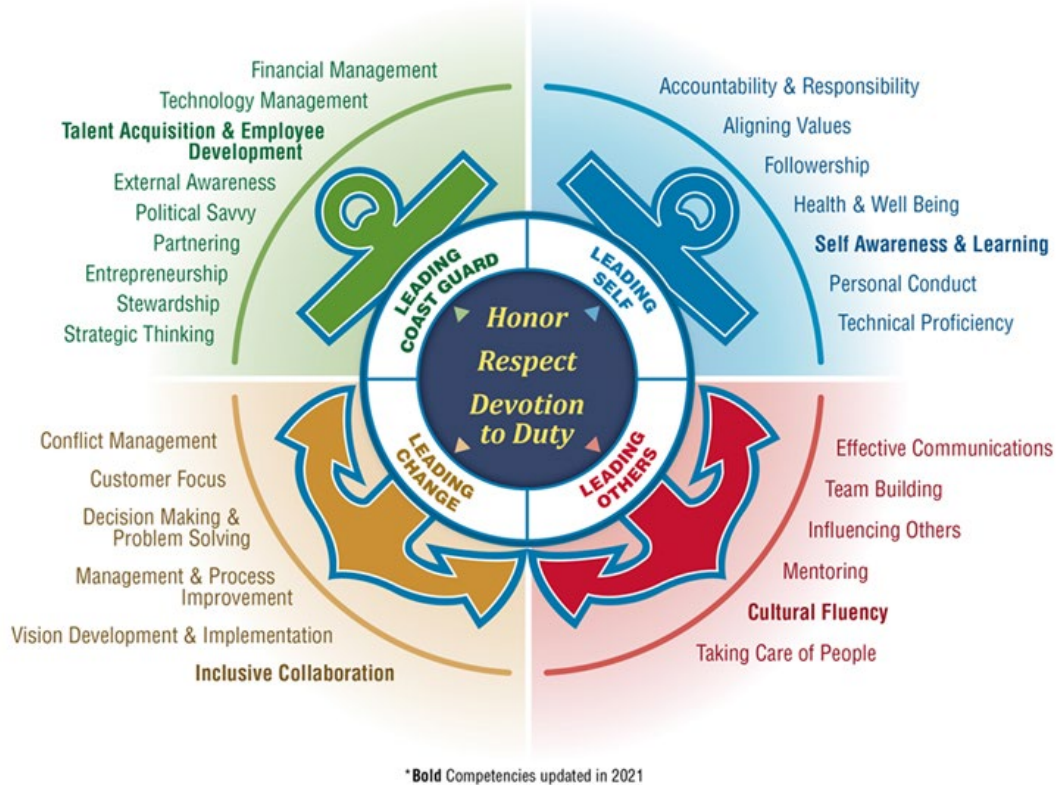 Financial Management
Technology Management
Talent Acquisition & Employee
Development
External Awareness
Political Savvy
Partnering
Entrepreneurship
Stewardship
Strategic Thinking
Accountability & Responsibility
Aligning Values
Followership
Health & Well Being
Self Awareness & Learning
Personal Conduct
Technical Proficiency
LEADING
COAST GUARD
LEADING
SELF
Honor
Respect
Devotion
to Duty
LEADING
CHANGE
LEADING
OTHERS
Conflict Management
Customer Focus
Decision Making &
Problem Solving
Management & Process
Improvement
Vision Development & Implementation
Inclusive Collaboration
Effective Communications
Team Building
Influencing Others
Mentoring
Cultural Fluency
Taking Care of People
*Bold Competencies updated in 2021